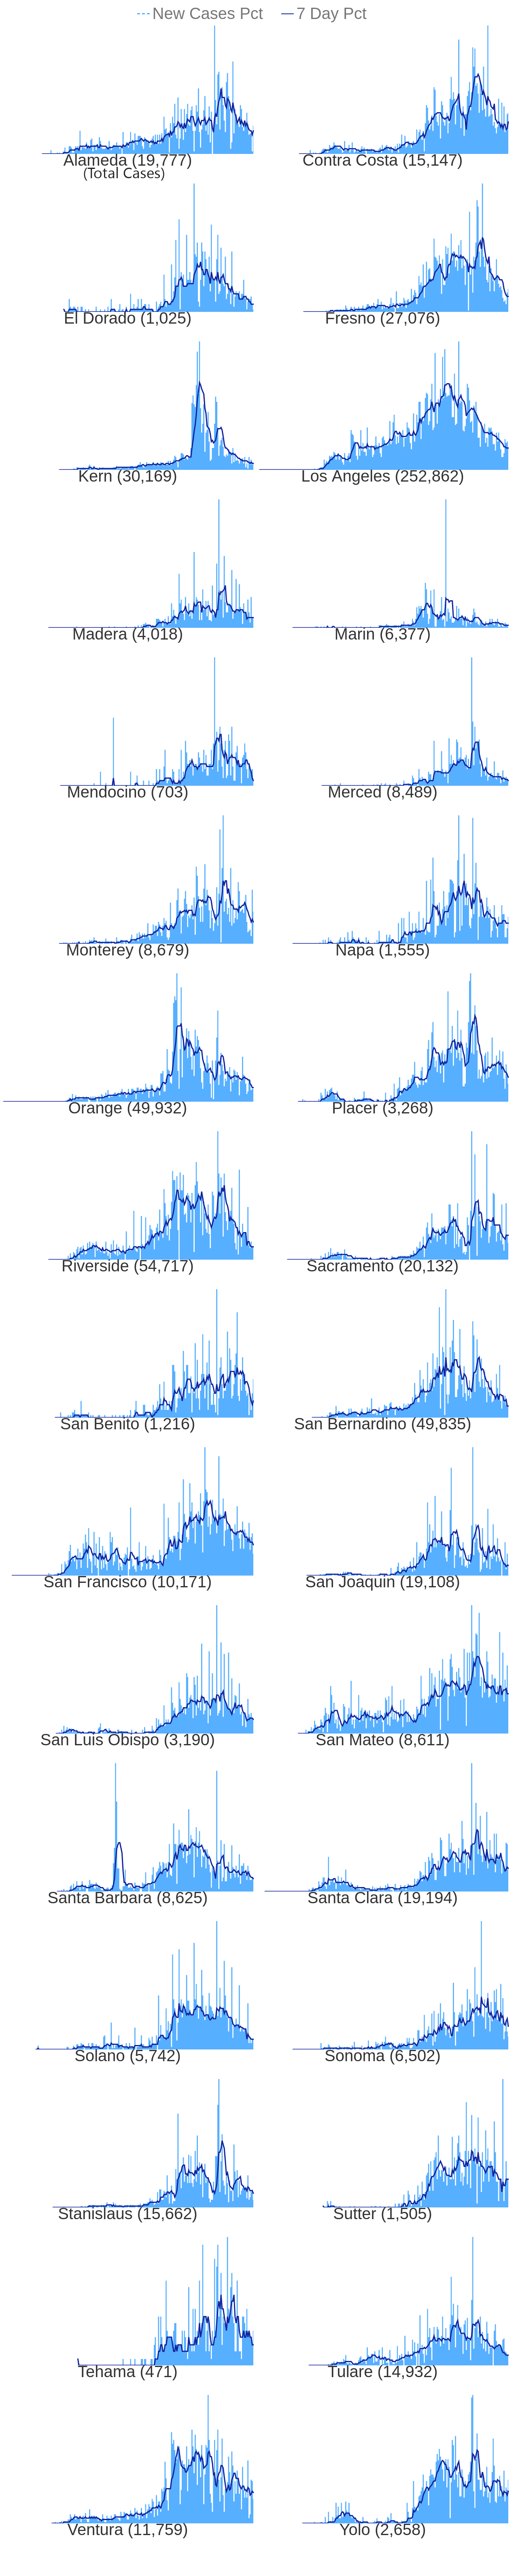 New Cases Pct 7 Day Pct
Alameda (19,777) Contra Costa (15,147)
(Total Cases)
El Dorado (1,025) Fresno (27,076)
Kern (30,169) Los Angeles (252,862)
Madera (4,018) Marin (6,377)
Mendocino (703) Merced (8,489)
Monterey (8,679) Napa (1,555)
Orange (49,932) Placer (3,268)
Riverside (54,717) Sacramento (20,132)
San Benito (1,216) San Bernardino (49,835)
San Francisco (10,171) San Joaquin (19,108)
San Luis Obispo (3,190) San Mateo (8,611)
Santa Barbara (8,625) Santa Clara (19,194)
Solano (5,742) Sonoma (6,502)
Stanislaus (15,662) Sutter (1,505)
Tehama (471) Tulare (14,932)
Ventura (11,759) Yolo (2,658)